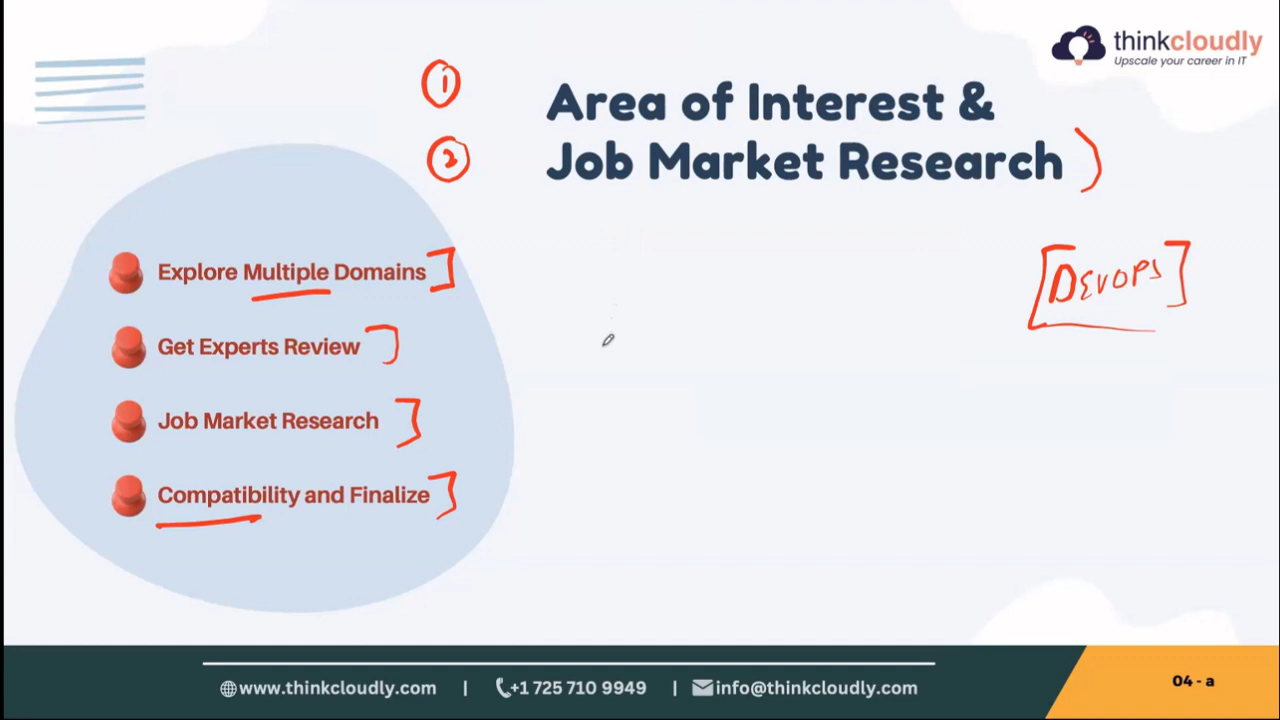 thinkcloudly
Upscale your career in IT
① Area of Interest &
② Job Market Research
Explore Multiple Domains
DEVOPS
Get Experts Review
Job Market Research
Compatibility and Finalize
www.thinkcloudly.com | +1 725 710 9949 | info@thinkcloudly.com
04 - a